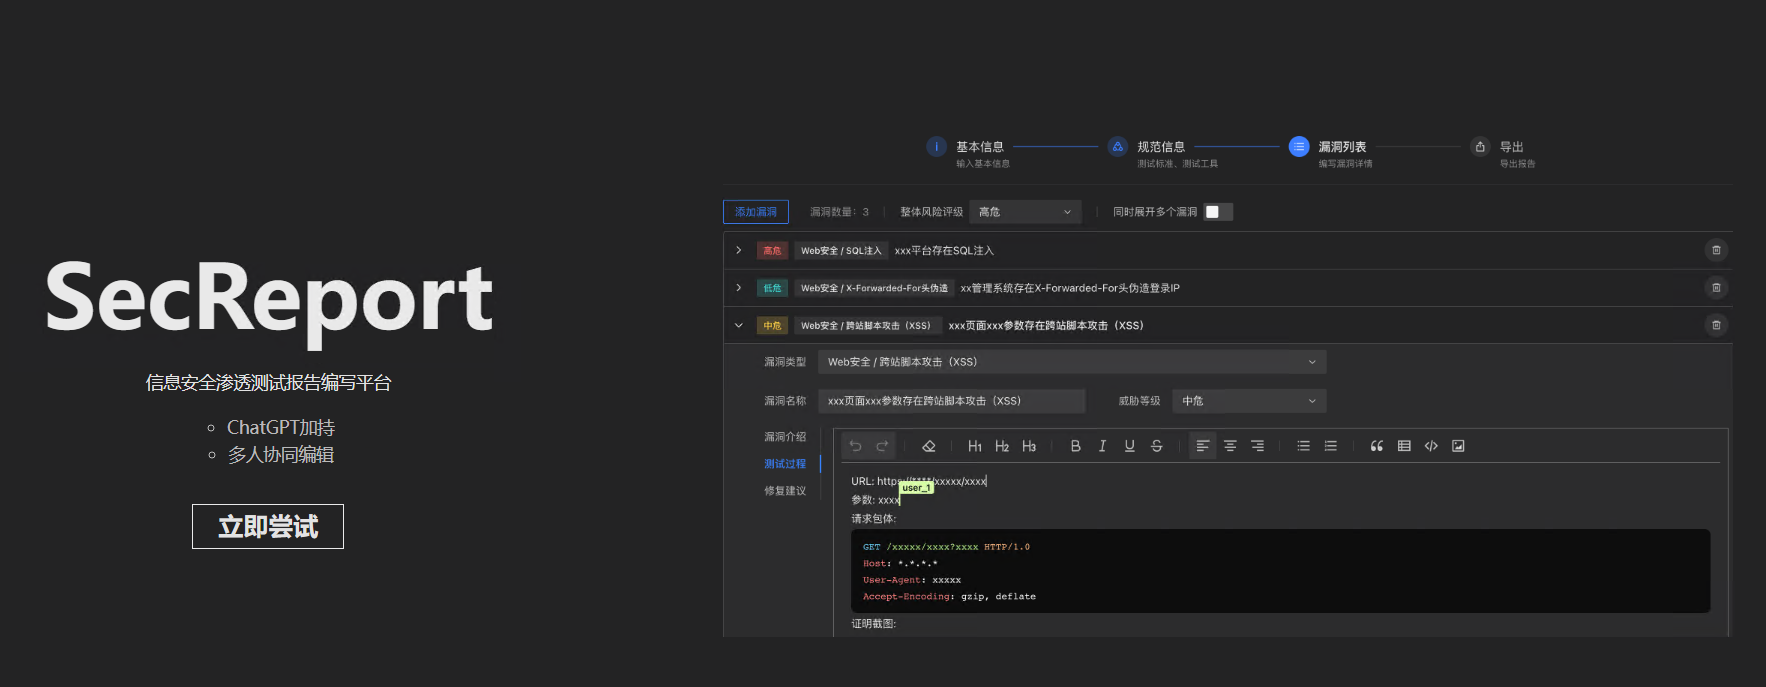 SecReport
信息安全渗透测试报告编写平台
ChatGPT加持
多人协同编辑
立即尝试
基本信息
输入基本信息
规范信息
测试标准、测试工具
漏洞列表
编写漏洞详情
导出
导出报告
添加漏洞 漏洞数量：3 整体风险评级 高危 同时展开多个漏洞
高危 Web安全 / SQL注入 xxx平台存在SQL注入
低危 Web安全 / X-Forwarded-For头伪造 xx管理系统存在X-Forwarded-For头伪造登录IP
中危 Web安全 / 跨站脚本攻击（XSS） xxx页面xxx参数存在跨站脚本攻击（XSS）
漏洞类型 Web安全 / 跨站脚本攻击（XSS）
漏洞名称 xxx页面xxx参数存在跨站脚本攻击（XSS） 威胁等级 中危
漏洞介绍
测试过程
修复建议
H1 H2 H3 B I U S
URL: https://****/xxxxx/xxxx
user_1
参数: xxxx
请求包体:
GET /xxxxx/xxxx?xxxx HTTP/1.0
Host: *.*.*.*
User-Agent: xxxxx
Accept-Encoding: gzip, deflate
证明截图: